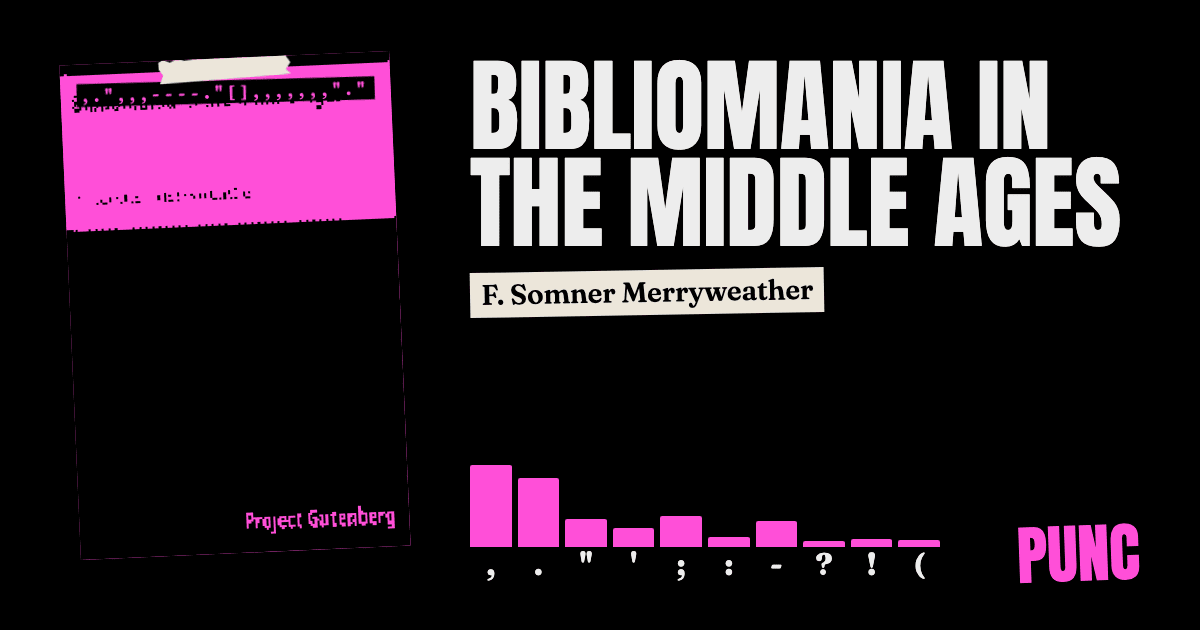 ,.",,,----."[],,,,,,,"."
Project Gutenberg
BIBLIOMANIA IN
THE MIDDLE AGES
F. Somner Merryweather
, . " ' ; : - ? ! (
PUNC